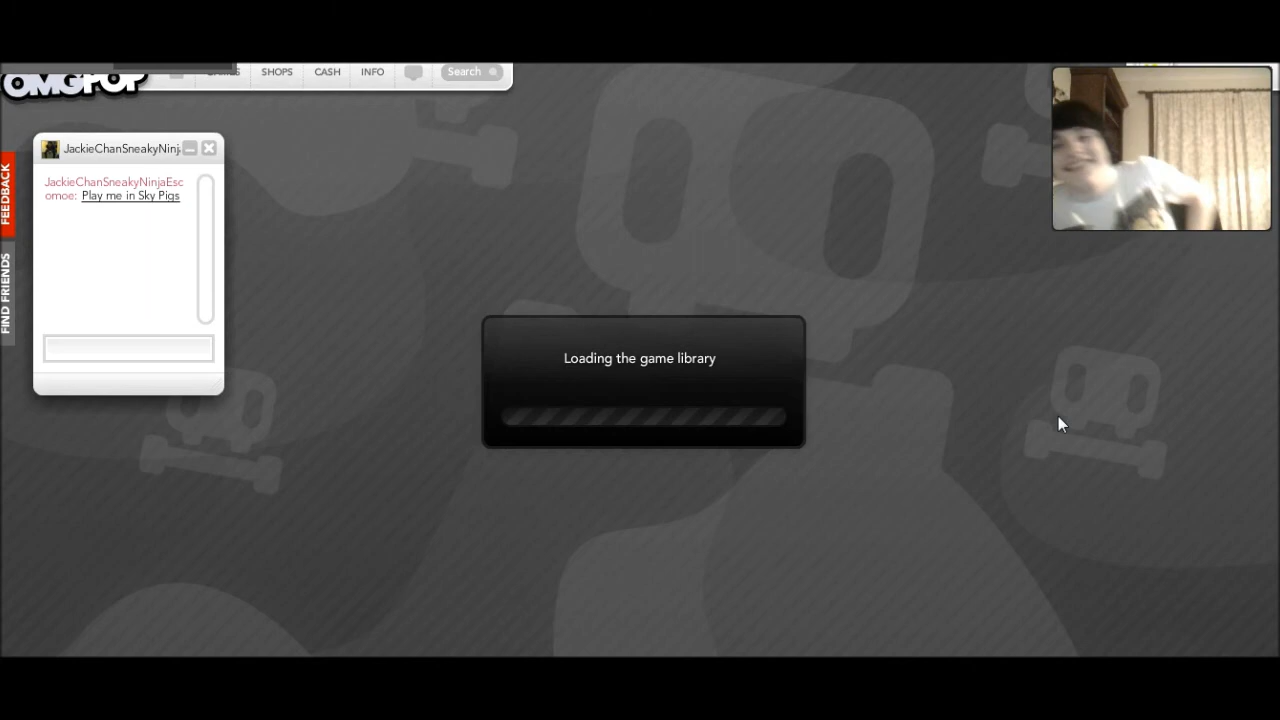 OMGPOP
GAMES SHOPS CASH INFO Search
JackieChanSneakyNinj
JackieChanSneakyNinjaEsc
omoe: Play me in Sky Pigs
FEEDBACK
FIND FRIENDS
Loading the game library